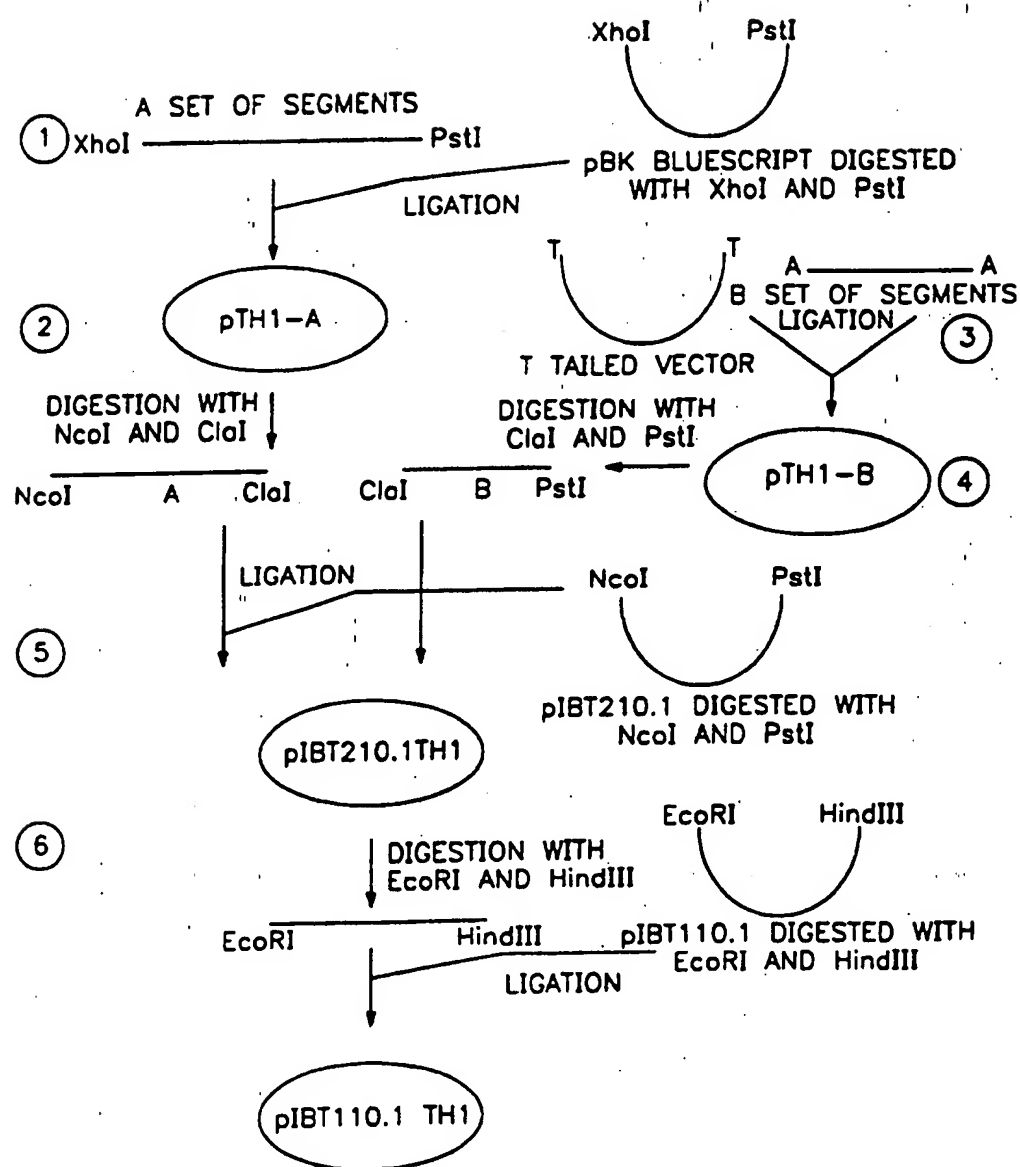 XhoI PstI
A SET OF SEGMENTS
1 XhoI PstI
pBK BLUESCRIPT DIGESTED
WITH XhoI AND PstI
LIGATION
T T
A A
B SET OF SEGMENTS
LIGATION
3
2
pTH1-A
T TAILED VECTOR
DIGESTION WITH
NcoI AND ClaI
DIGESTION WITH
ClaI AND PstI
pTH1-B
4
NcoI A ClaI ClaI B PstI
LIGATION
NcoI PstI
5
pIBT210.1 DIGESTED WITH
NcoI AND PstI
pIBT210.1TH1
6
EcoRI HindIII
DIGESTION WITH
EcoRI AND HindIII
EcoRI HindIII
pIBT110.1 DIGESTED WITH
EcoRI AND HindIII
LIGATION
pIBT110.1 TH1